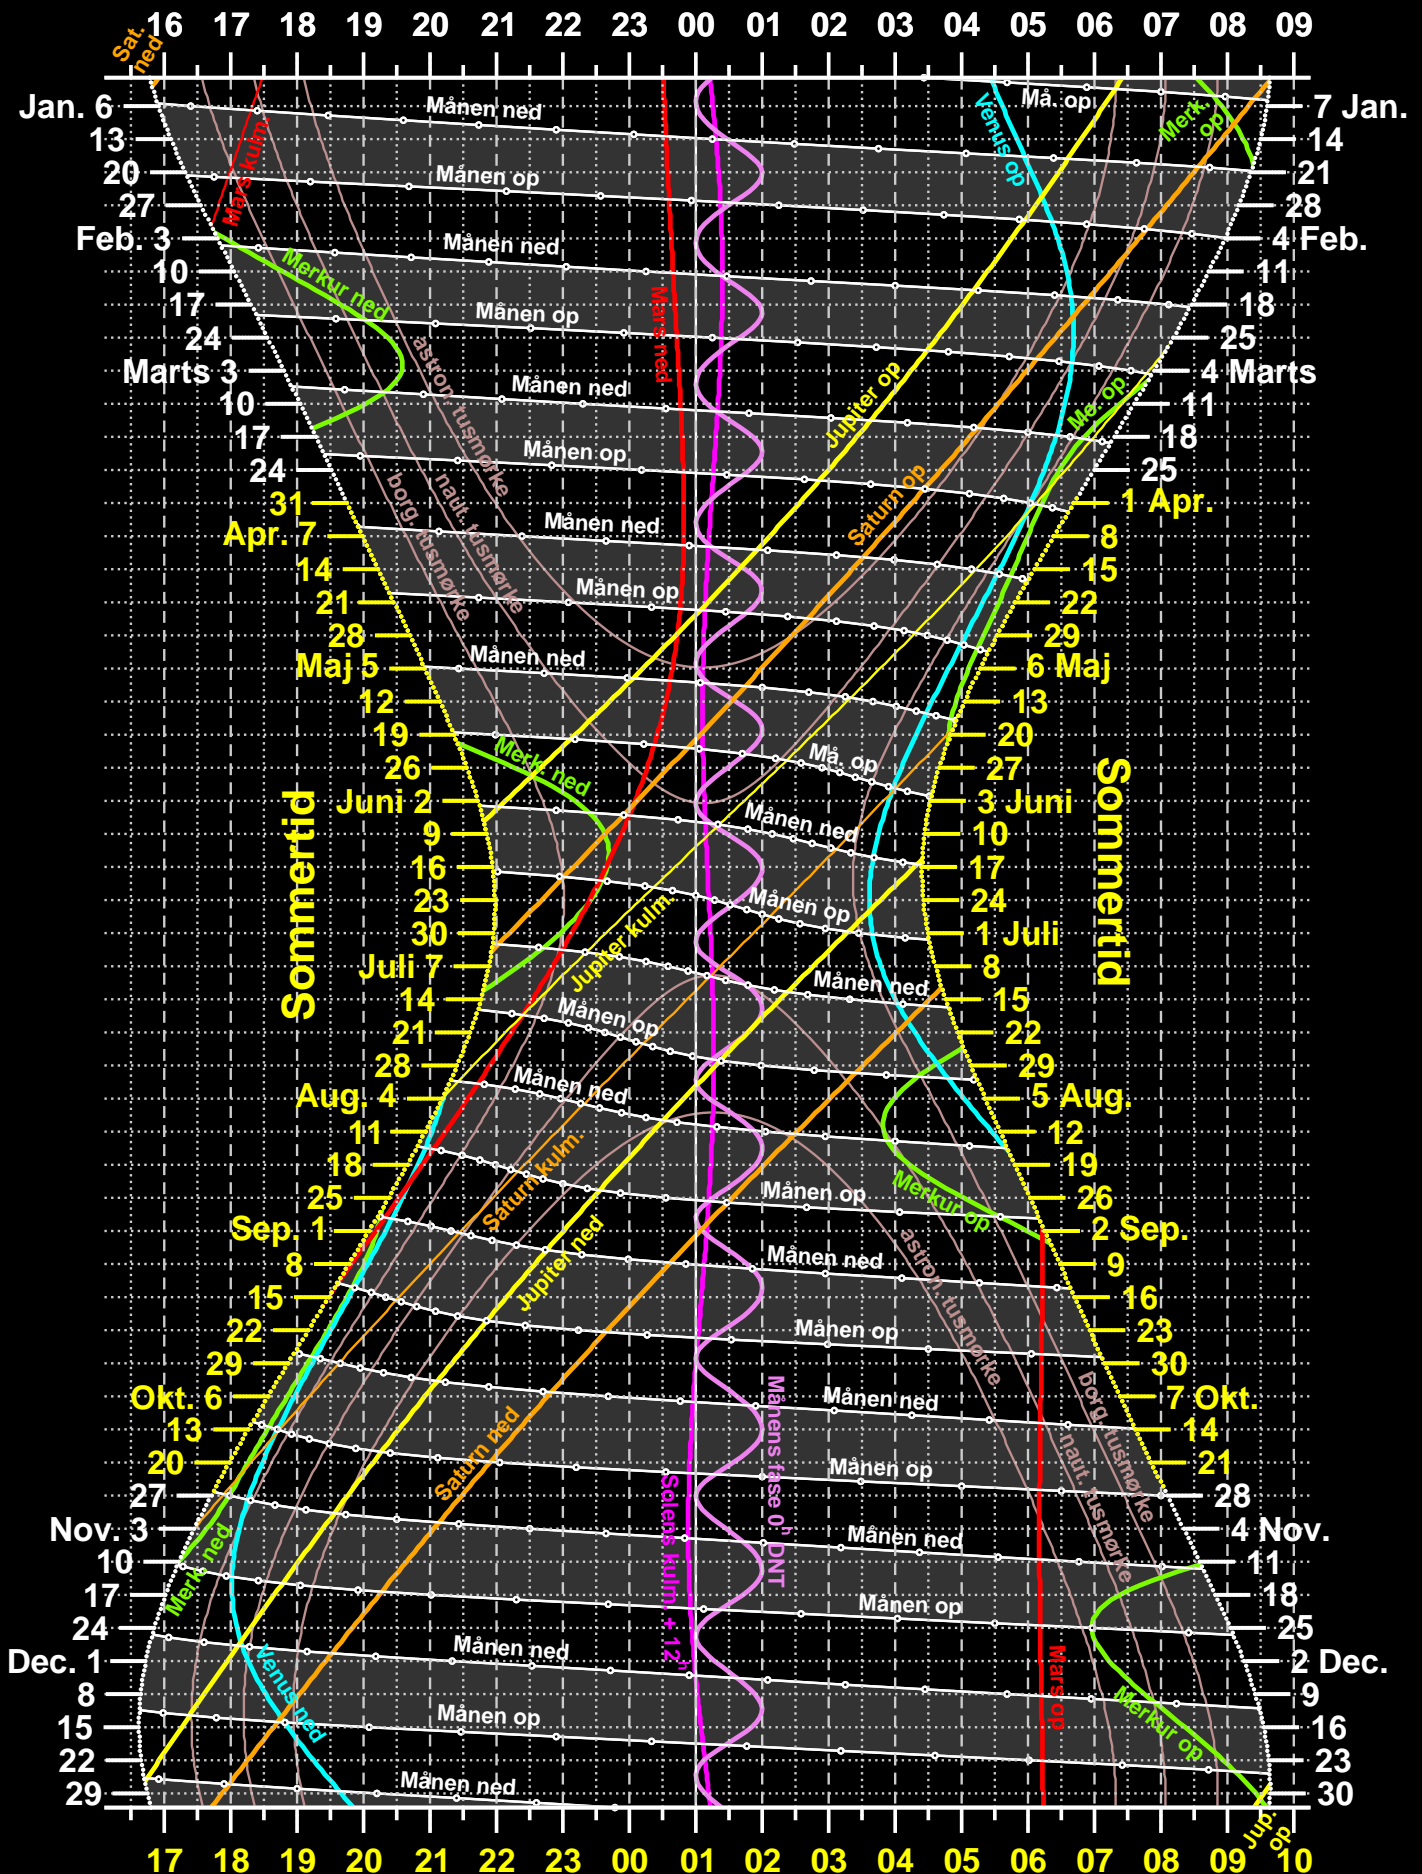 16 17 18 19 20 21 22 23 00 01 02 03 04 05 06 07 08 09
Sat.
ned
Jan. 6
13
20
27
Feb. 3
10
17
24
Marts 3
10
17
24
31
Apr. 7
14
21
28
Maj 5
12
19
26
Juni 2
9
16
23
30
Juli 7
14
21
28
Aug. 4
11
18
25
Sep. 1
8
15
22
29
Okt. 6
13
20
27
Nov. 3
10
17
24
Dec. 1
8
15
22
29
7 Jan.
14
21
28
4 Feb.
11
18
25
4 Marts
11
18
25
1 Apr.
8
15
22
29
6 Maj
13
20
27
3 Juni
10
17
24
1 Juli
8
15
22
29
5 Aug.
12
19
26
2 Sep.
9
16
23
30
7 Okt.
14
21
28
4 Nov.
11
18
25
2 Dec.
9
16
23
30
Månen ned
Må. op
Merk.
op
Venus op
Mars kulm.
Månen op
Månen ned
Merkur ned
Mars ned
Månen op
astron. tusmørke
naut. tusmørke
borg. tusmørke
Månen ned
Jupiter op
Me. op
Månen op
Saturn op
Månen ned
Månen op
Månen ned
Merk. ned
Må. op
Sommertid
Sommertid
Månen ned
Månen op
Jupiter kulm.
Månen ned
Månen op
Månen ned
Saturn kulm.
Månen op
Merkur op
Jupiter ned
Månen ned
astron. tusmørke
Månen op
Månen ned
borg. tusmørke
naut. tusmørke
Månens fase 0h DNT
Saturn ned
Månen op
Solens kulm. + 12h
Månen ned
Merk. ned
Månen op
Månen ned
Venus ned
Mars op
Merkur op
Månen op
Månen ned
Jup.
op
17 18 19 20 21 22 23 00 01 02 03 04 05 06 07 08 09 10